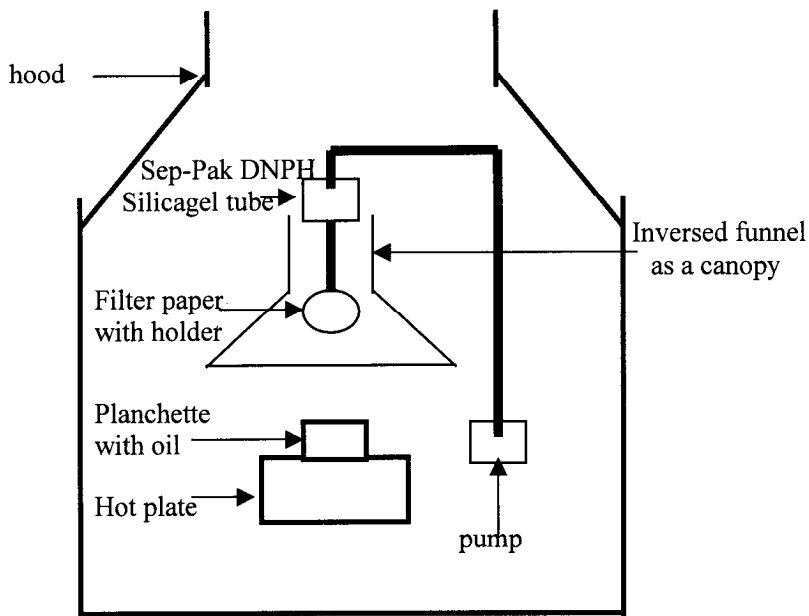 hood
Sep-Pak DNPH
Silicagel tube
Inversed funnel
as a canopy
Filter paper
with holder
Planchette
with oil
Hot plate
pump